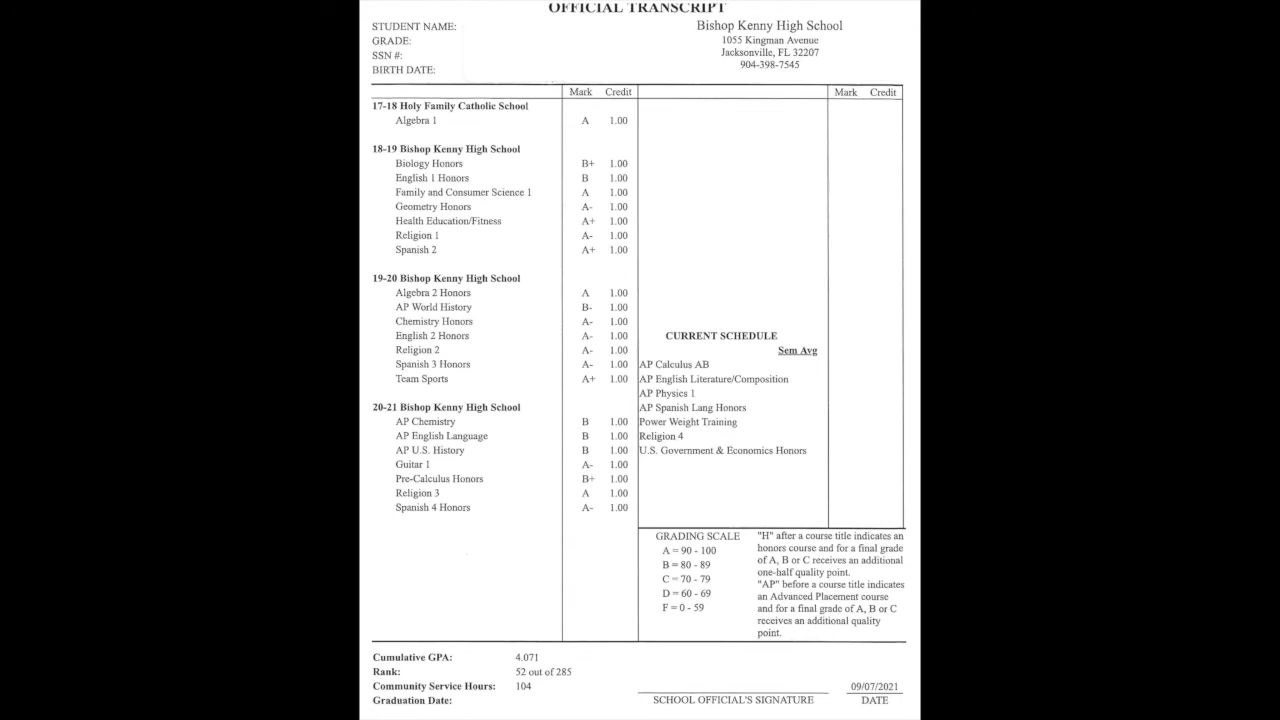 OFFICIAL TRANSCRIPT
STUDENT NAME:
GRADE:
SSN #:
BIRTH DATE:
Bishop Kenny High School
1055 Kingman Avenue
Jacksonville, FL 32207
904-398-7545
Mark Credit
Mark Credit
17-18 Holy Family Catholic School
Algebra 1 A 1.00
18-19 Bishop Kenny High School
Biology Honors B+ 1.00
English 1 Honors B 1.00
Family and Consumer Science 1 A 1.00
Geometry Honors A- 1.00
Health Education/Fitness A+ 1.00
Religion 1 A- 1.00
Spanish 2 A+ 1.00
19-20 Bishop Kenny High School
Algebra 2 Honors A 1.00
AP World History B- 1.00
Chemistry Honors A- 1.00
English 2 Honors A- 1.00
Religion 2 A- 1.00
Spanish 3 Honors A- 1.00
Team Sports A+ 1.00
20-21 Bishop Kenny High School
AP Chemistry B 1.00
AP English Language B 1.00
AP U.S. History B 1.00
Guitar 1 A- 1.00
Pre-Calculus Honors B+ 1.00
Religion 3 A 1.00
Spanish 4 Honors A- 1.00
CURRENT SCHEDULE
Sem Avg
AP Calculus AB
AP English Literature/Composition
AP Physics 1
AP Spanish Lang Honors
Power Weight Training
Religion 4
U.S. Government & Economics Honors
GRADING SCALE
A = 90 - 100
B = 80 - 89
C = 70 - 79
D = 60 - 69
F = 0 - 59
"H" after a course title indicates an
honors course and for a final grade
of A, B or C receives an additional
one-half quality point.
"AP" before a course title indicates
an Advanced Placement course
and for a final grade of A, B or C
receives an additional quality
point.
Cumulative GPA: 4.071
Rank: 52 out of 285
Community Service Hours: 104
Graduation Date:
SCHOOL OFFICIAL'S SIGNATURE
09/07/2021
DATE